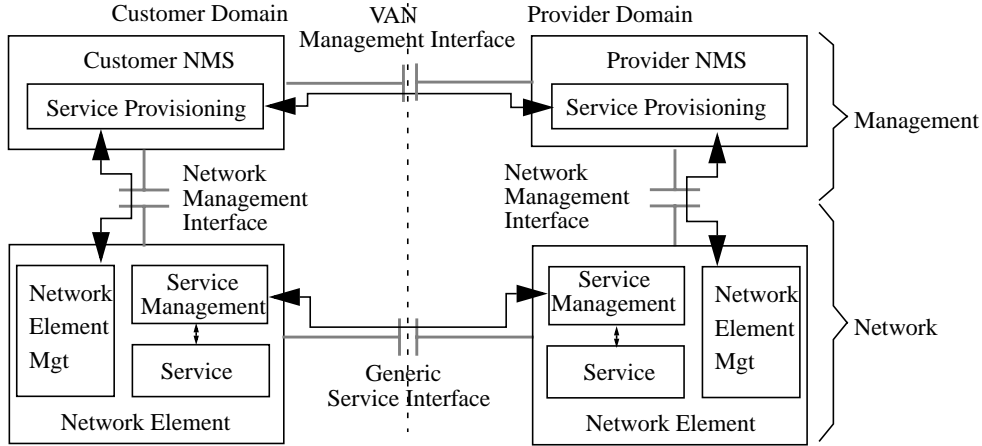 Customer Domain
VAN
Management Interface
Provider Domain
Customer NMS
Service Provisioning
Provider NMS
Service Provisioning
Management
Network
Management
Interface
Network
Management
Interface
Network
Element
Mgt
Service
Management
Service
Network Element
Generic
Service Interface
Service
Management
Service
Network
Element
Mgt
Network Element
Network